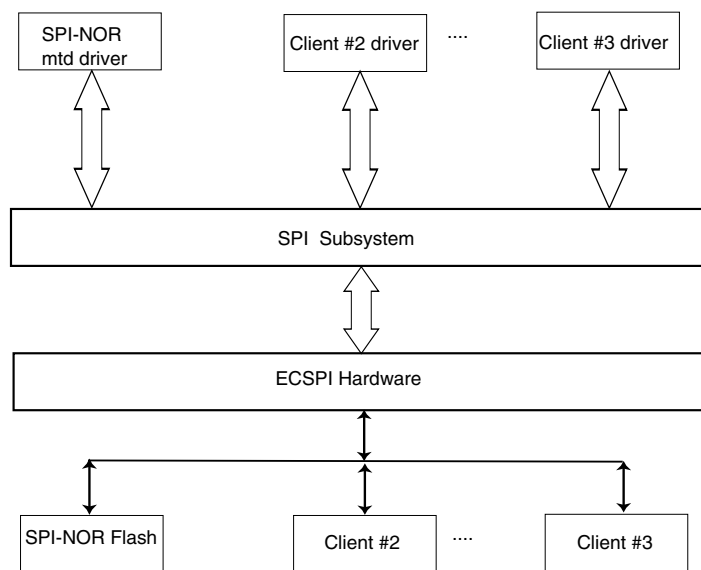 SPI-NOR
mtd driver
Client #2 driver
....
Client #3 driver
SPI Subsystem
ECSPI Hardware
SPI-NOR Flash
Client #2
....
Client #3